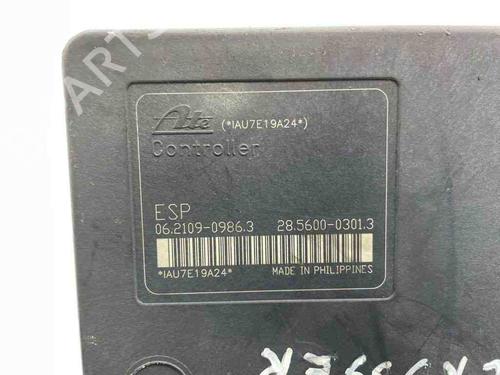 Ate (*IAU7E19A24*)
Controller
ESP
06.2109-0986.3 28.5600-0301.3
*IAU7E19A24* MADE IN PHILIPPINES